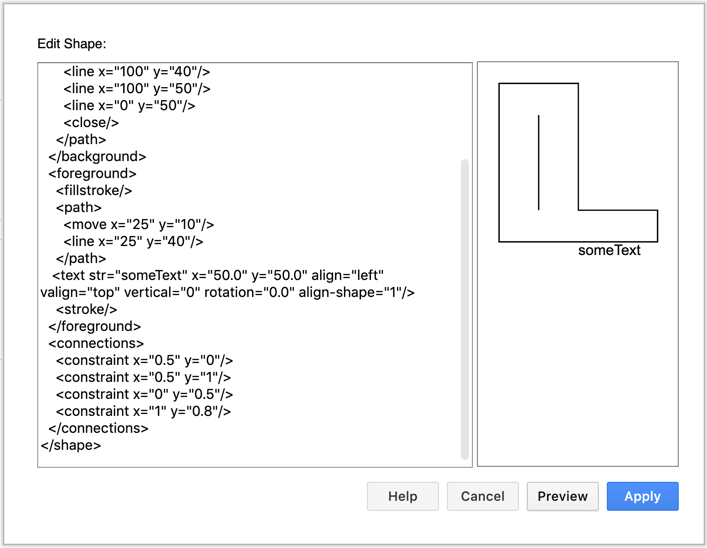 Edit Shape:
<line x="100" y="40"/>
<line x="100" y="50"/>
<line x="0" y="50"/>
<close/>
</path>
</background>
<foreground>
<fillstroke/>
<path>
<move x="25" y="10"/>
<line x="25" y="40"/>
</path>
<text str="someText" x="50.0" y="50.0" align="left"
valign="top" vertical="0" rotation="0.0" align-shape="1"/>
<stroke/>
</foreground>
<connections>
<constraint x="0.5" y="0"/>
<constraint x="0.5" y="1"/>
<constraint x="0" y="0.5"/>
<constraint x="1" y="0.8"/>
</connections>
</shape>
someText
Help Cancel Preview Apply